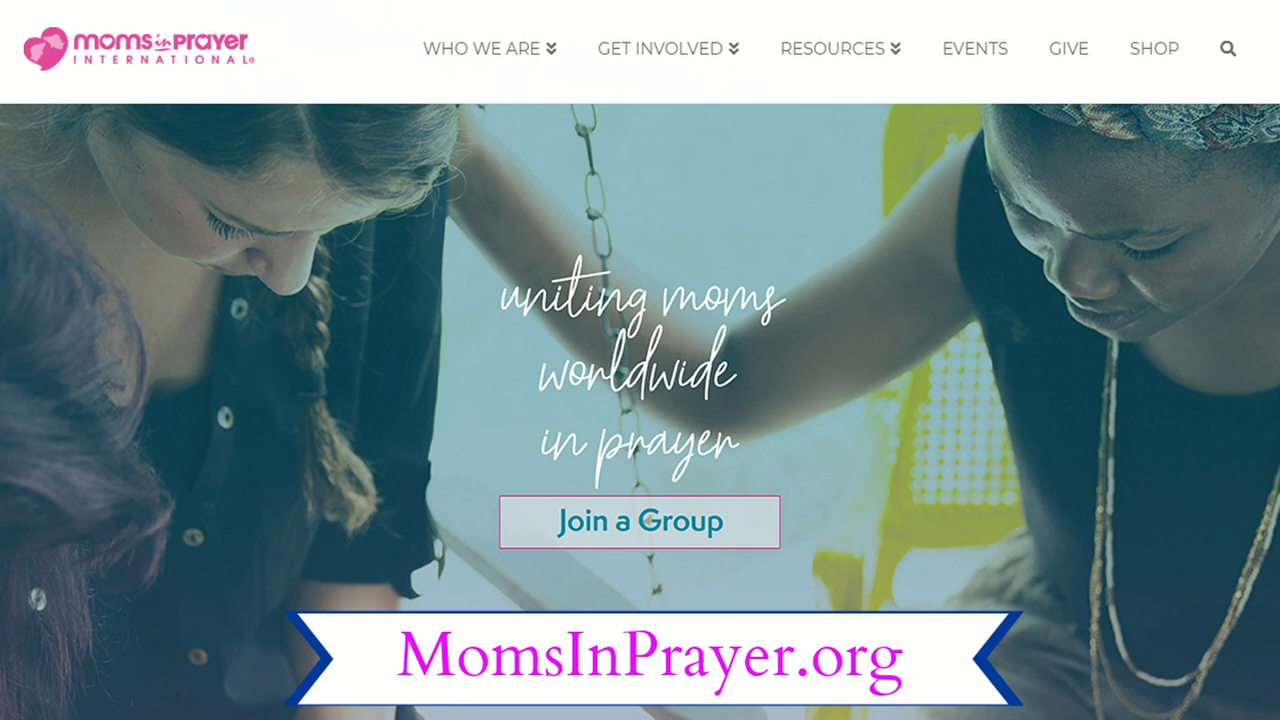 moms in prayer
INTERNATIONAL®
WHO WE ARE GET INVOLVED RESOURCES EVENTS GIVE SHOP
uniting moms
worldwide
in prayer
Join a Group
MomsInPrayer.org